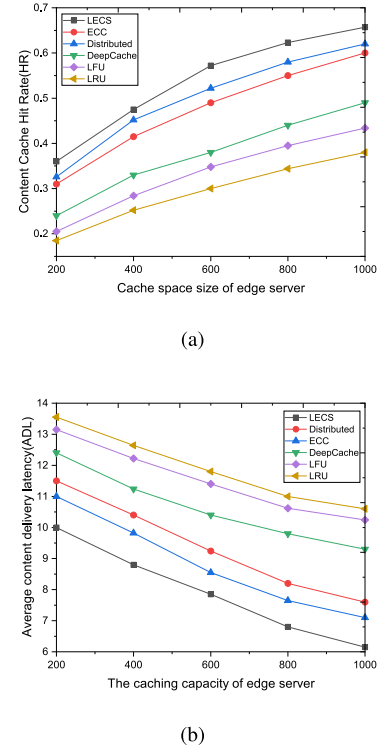 LECS
ECC
Distributed
DeepCache
LFU
LRU
0.7
0.6
0.5
0.4
0.3
0.2
Content Cache Hit Rate(HR)
200
400
600
800
1000
Cache space size of edge server
(a)
LECS
Distributed
ECC
DeepCache
LFU
LRU
14
13
12
11
10
9
8
7
6
Average content delivery latency(ADL)
200
400
600
800
1000
The caching capacity of edge server
(b)